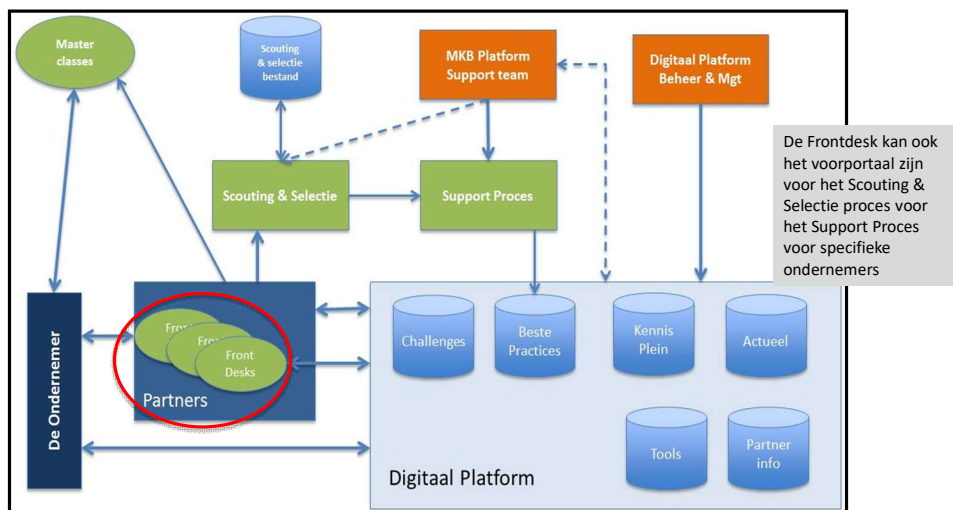 Master
classes
Scouting
& selectie
bestand
MKB Platform
Support team
Digitaal Platform
Beheer & Mgt
De Frontdesk kan ook
het voorportaal zijn
voor het Scouting &
Selectie proces voor
het Support Proces
voor specifieke
ondernemers
Scouting & Selectie
Support Proces
De Ondernemer
Fron
Fro
Front
Desks
Partners
Challenges
Beste
Practices
Kennis
Plein
Actueel
Tools
Partner
info
Digitaal Platform